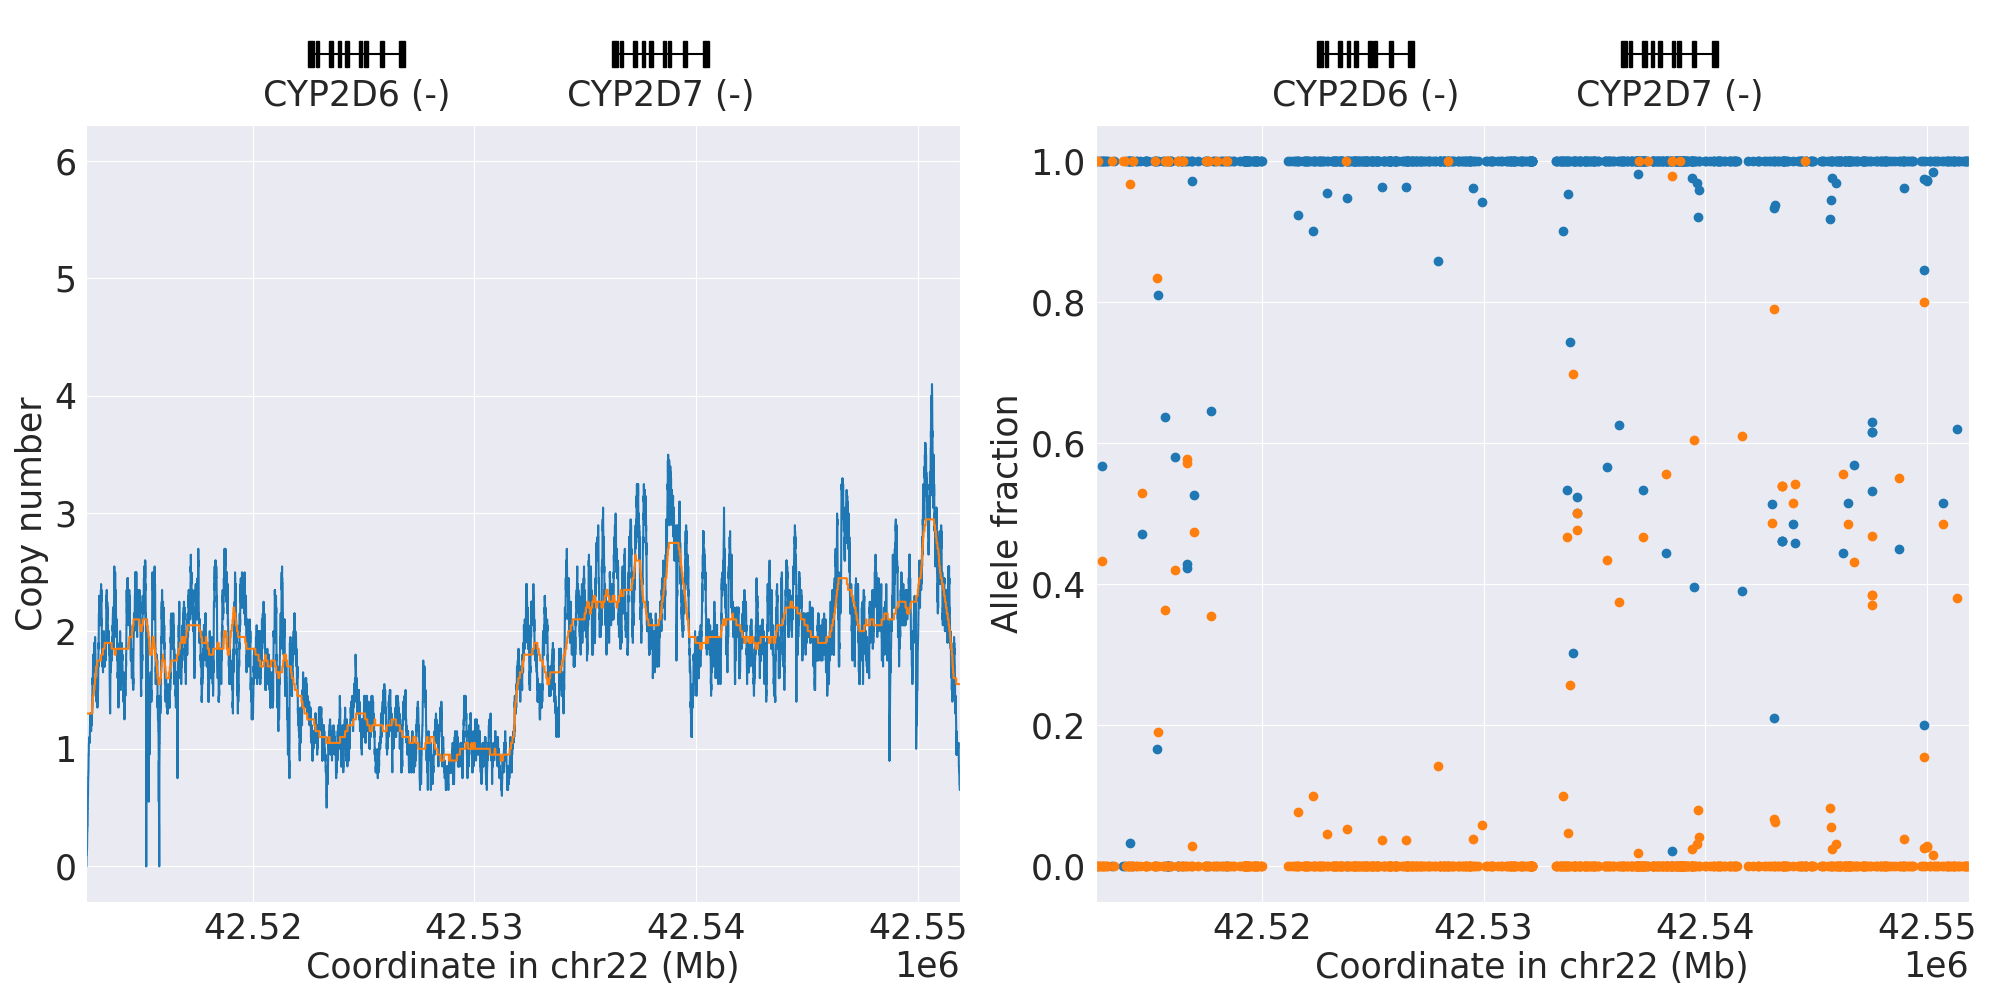 CYP2D6 (-)
CYP2D7 (-)
6
5
4
3
2
1
0
Copy number
42.52
42.53
42.54
42.55
Coordinate in chr22 (Mb)
1e6
CYP2D6 (-)
CYP2D7 (-)
1.0
0.8
0.6
0.4
0.2
0.0
Allele fraction
42.52
42.53
42.54
42.55
Coordinate in chr22 (Mb)
1e6